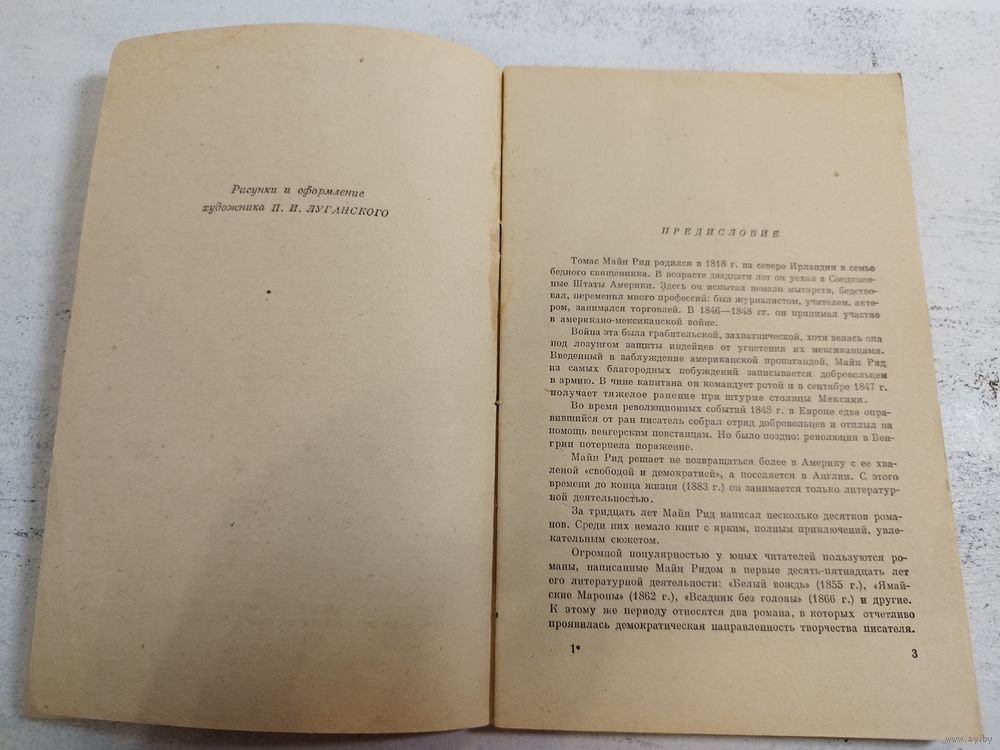 Рисунки и оформление
художника П. И. ЛУГАНСКОГО
ПРЕДИСЛОВИЕ
Томас Майн Рид родился в 1818 г. на севере Ирландии в семье
бедного священника. В возрасте двадцати лет он уехал в Соединен-
ные Штаты Америки. Здесь он испытал немало мытарств, бедство-
вал, переменил много профессий: был журналистом, учителем, акте-
ром, занимался торговлей. В 1846—1848 гг. он принимал участие
в американо-мексиканской войне.
Война эта была грабительской, захватнической, хотя велась она
под лозунгом защиты индейцев от угнетения их мексиканцами.
Введенный в заблуждение американской пропагандой, Майн Рид
из самых благородных побуждений записывается добровольцем
в армию. В чине капитана он командует ротой и в сентябре 1847 г.
получает тяжелое ранение при штурме столицы Мексики.
Во время революционных событий 1848 г. в Европе едва опра-
вившийся от ран писатель собрал отряд добровольцев и отплыл на
помощь венгерским повстанцам. Но было поздно: революция в Вен-
грии потерпела поражение.
Майн Рид решает не возвращаться более в Америку с ее хва-
леной «свободой и демократией», а поселяется в Англии. С этого
времени до конца жизни (1883 г.) он занимается только литератур-
ной деятельностью.
За тридцать лет Майн Рид написал несколько десятков рома-
нов. Среди них немало книг с ярким, полным приключений, увле-
кательным сюжетом.
Огромной популярностью у юных читателей пользуются ро-
маны, написанные Майн Ридом в первые десять-пятнадцать лет
его литературной деятельности: «Белый вождь» (1855 г.), «Ямай-
ские Мароны» (1862 г.), «Всадник без головы» (1866 г.) и другие.
К этому же периоду относятся два романа, в которых отчетливо
проявилась демократическая направленность творчества писателя.
1*
3
www.ay.by